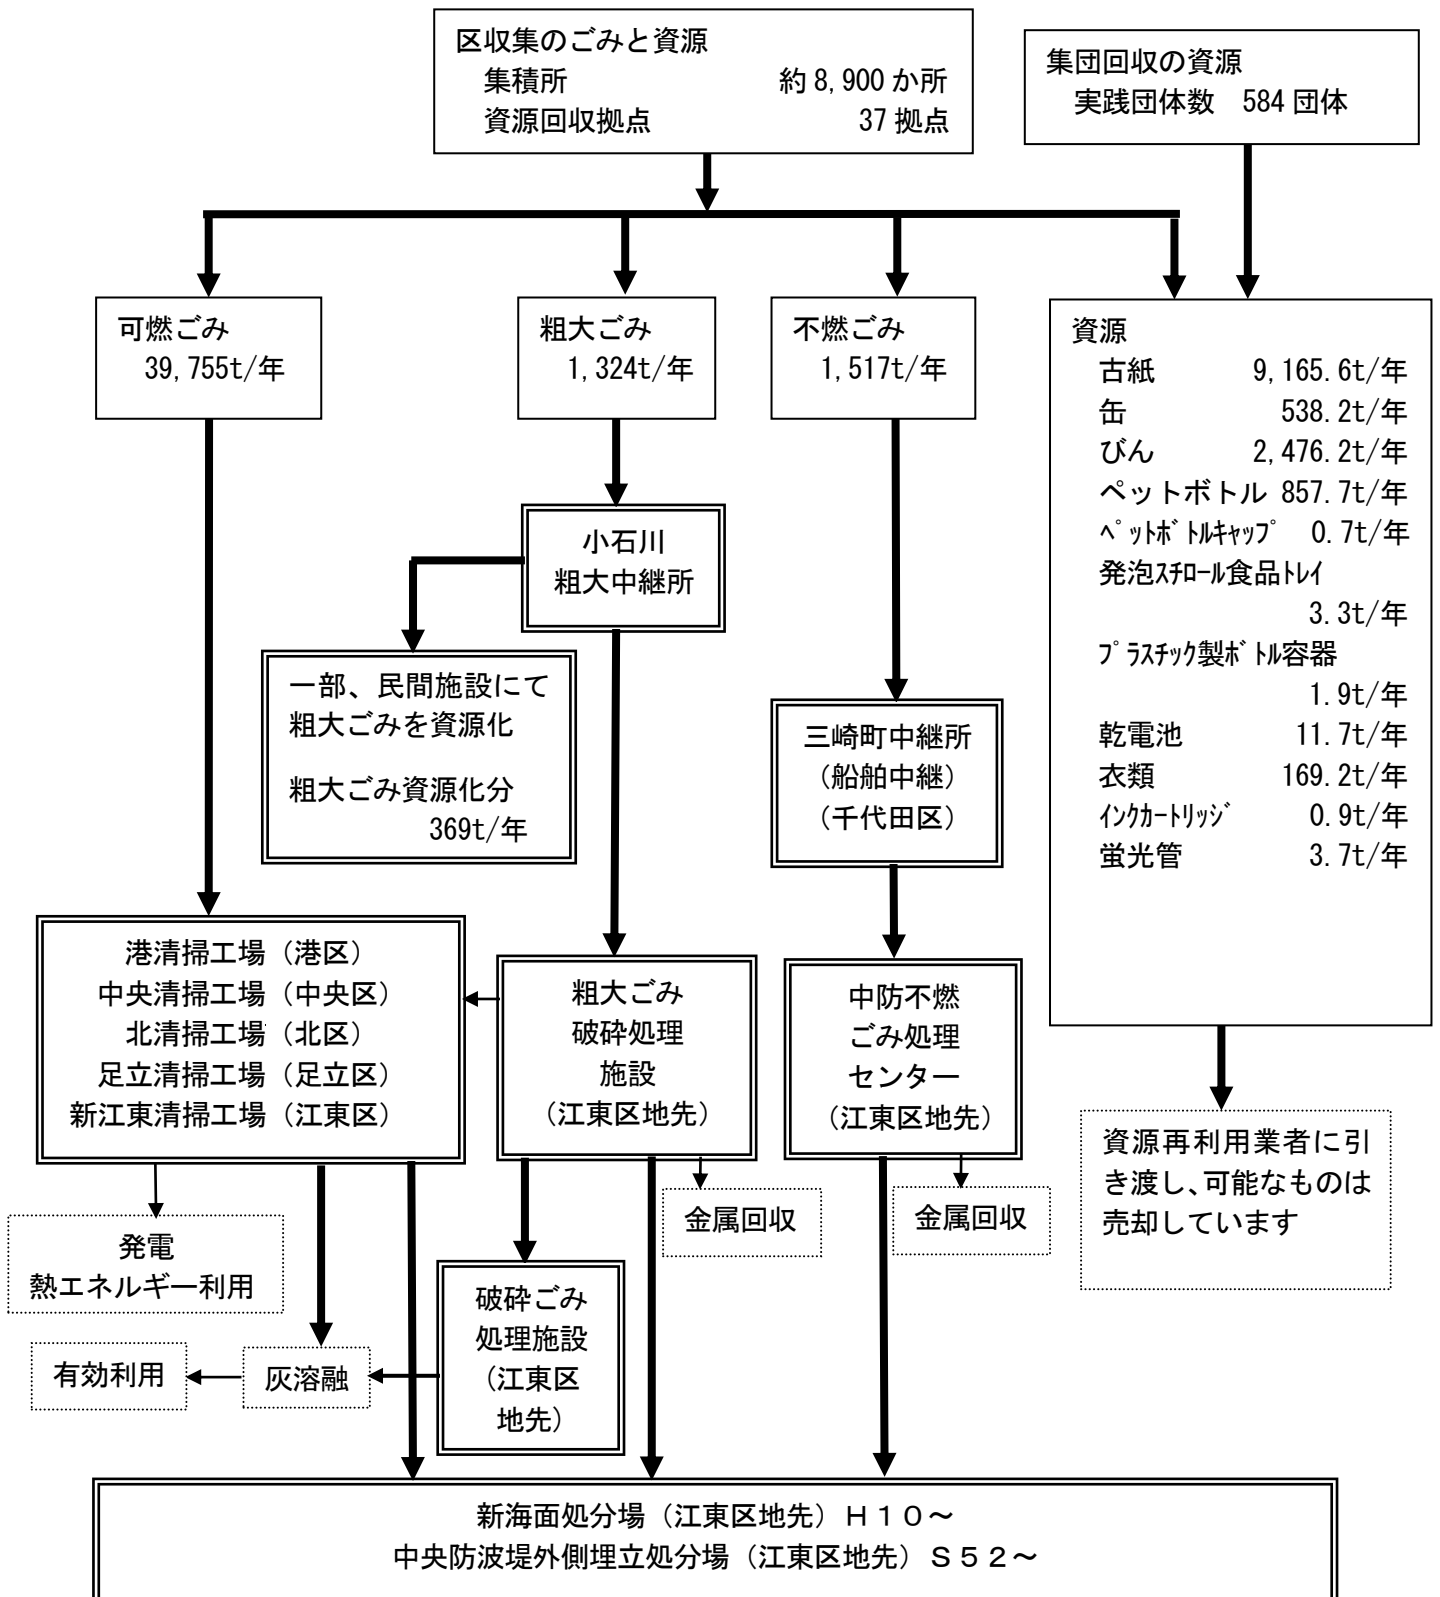 区収集のごみと資源
集積所 約8,900か所
資源回収拠点 37拠点
集団回収の資源
実践団体数 584団体
可燃ごみ
39,755t/年
粗大ごみ
1,324t/年
不燃ごみ
1,517t/年
資源
古紙 9,165.6t/年
缶 538.2t/年
びん 2,476.2t/年
ペットボトル 857.7t/年
ﾍﾟｯﾄﾎﾞﾄﾙｷｬｯﾌﾟ 0.7t/年
発泡ｽﾁﾛｰﾙ食品ﾄﾚｲ
3.3t/年
ﾌﾟﾗｽﾁｯｸ製ﾎﾞﾄﾙ容器
1.9t/年
乾電池 11.7t/年
衣類 169.2t/年
ｲﾝｸｶｰﾄﾘｯｼﾞ 0.9t/年
蛍光管 3.7t/年
小石川
粗大中継所
一部、民間施設にて
粗大ごみを資源化
粗大ごみ資源化分
369t/年
三崎町中継所
（船舶中継）
（千代田区）
港清掃工場（港区）
中央清掃工場（中央区）
北清掃工場（北区）
足立清掃工場（足立区）
新江東清掃工場（江東区）
粗大ごみ
破砕処理
施設
（江東区地先）
中防不燃
ごみ処理
センター
（江東区地先）
資源再利用業者に引
き渡し、可能なものは
売却しています
金属回収
金属回収
発電
熱エネルギー利用
破砕ごみ
処理施設
（江東区
地先）
有効利用
灰溶融
新海面処分場（江東区地先）Ｈ１０～
中央防波堤外側埋立処分場（江東区地先）Ｓ５２～